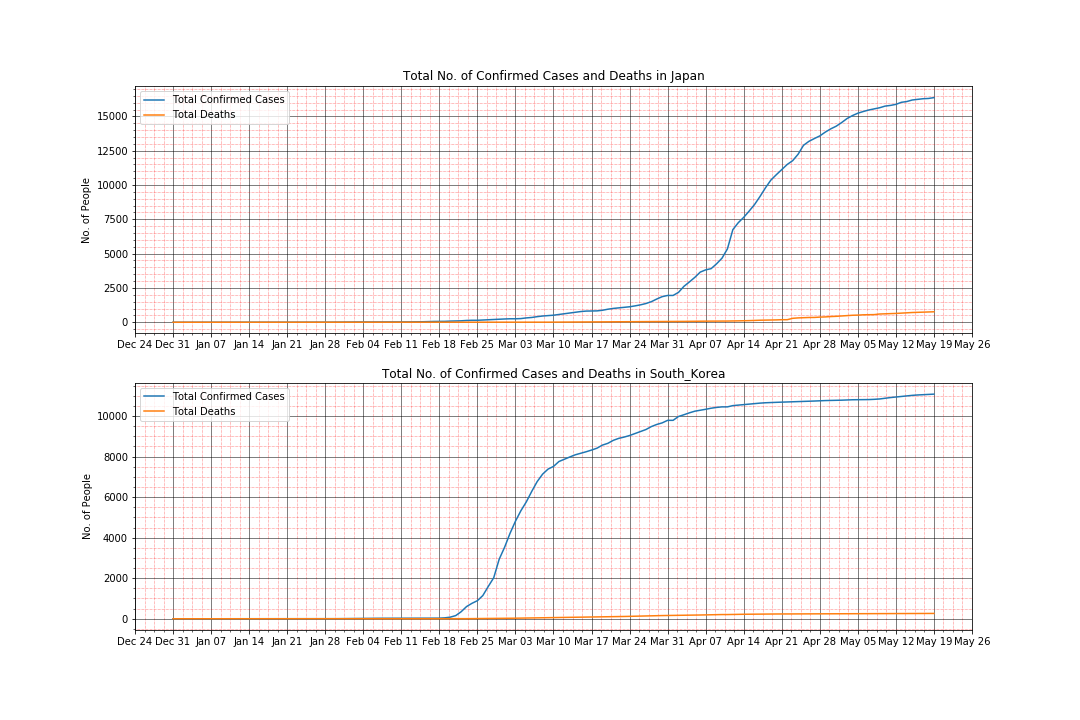 Total No. of Confirmed Cases and Deaths in Japan
Total Confirmed Cases
Total Deaths
No. of People
15000
12500
10000
7500
5000
2500
0
Dec 24 Dec 31 Jan 07 Jan 14 Jan 21 Jan 28 Feb 04 Feb 11 Feb 18 Feb 25 Mar 03 Mar 10 Mar 17 Mar 24 Mar 31 Apr 07 Apr 14 Apr 21 Apr 28 May 05 May 12 May 19 May 26
Total No. of Confirmed Cases and Deaths in South_Korea
Total Confirmed Cases
Total Deaths
No. of People
10000
8000
6000
4000
2000
0
Dec 24 Dec 31 Jan 07 Jan 14 Jan 21 Jan 28 Feb 04 Feb 11 Feb 18 Feb 25 Mar 03 Mar 10 Mar 17 Mar 24 Mar 31 Apr 07 Apr 14 Apr 21 Apr 28 May 05 May 12 May 19 May 26